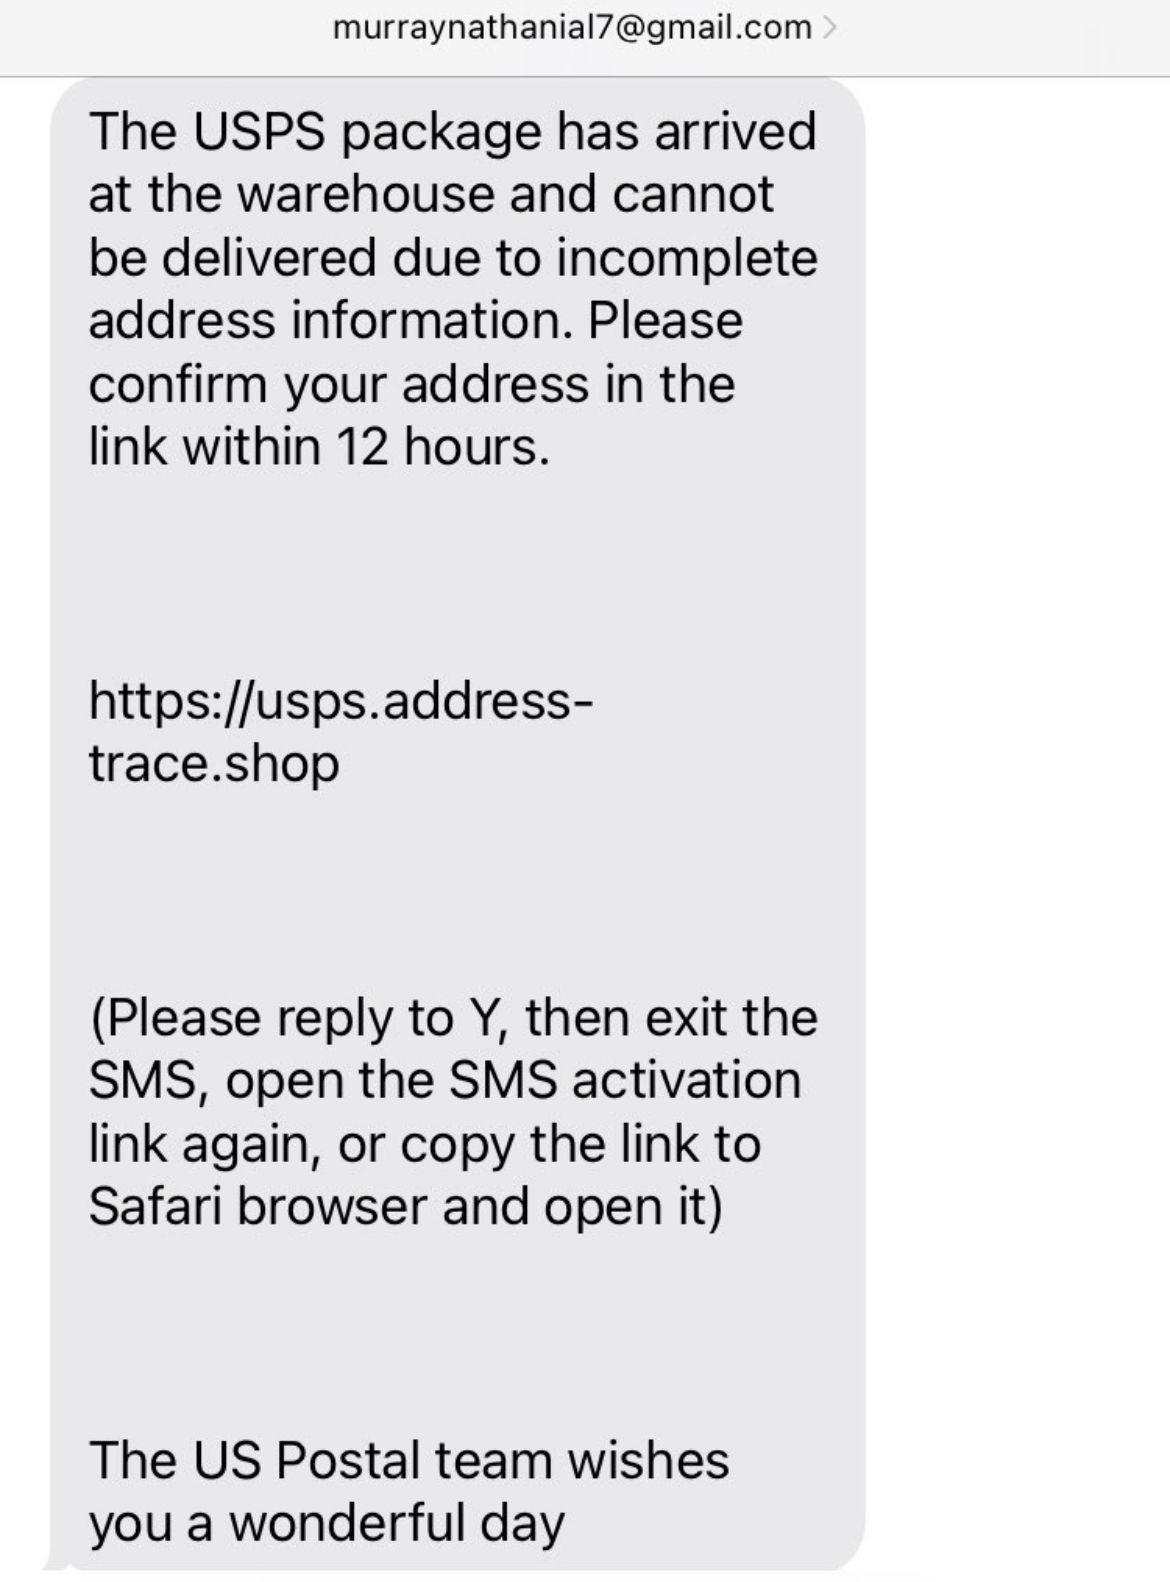 murraynathanial7@gmail.com
The USPS package has arrived
at the warehouse and cannot
be delivered due to incomplete
address information. Please
confirm your address in the
link within 12 hours.
https://usps.address-
trace.shop
(Please reply to Y, then exit the
SMS, open the SMS activation
link again, or copy the link to
Safari browser and open it)
The US Postal team wishes
you a wonderful day